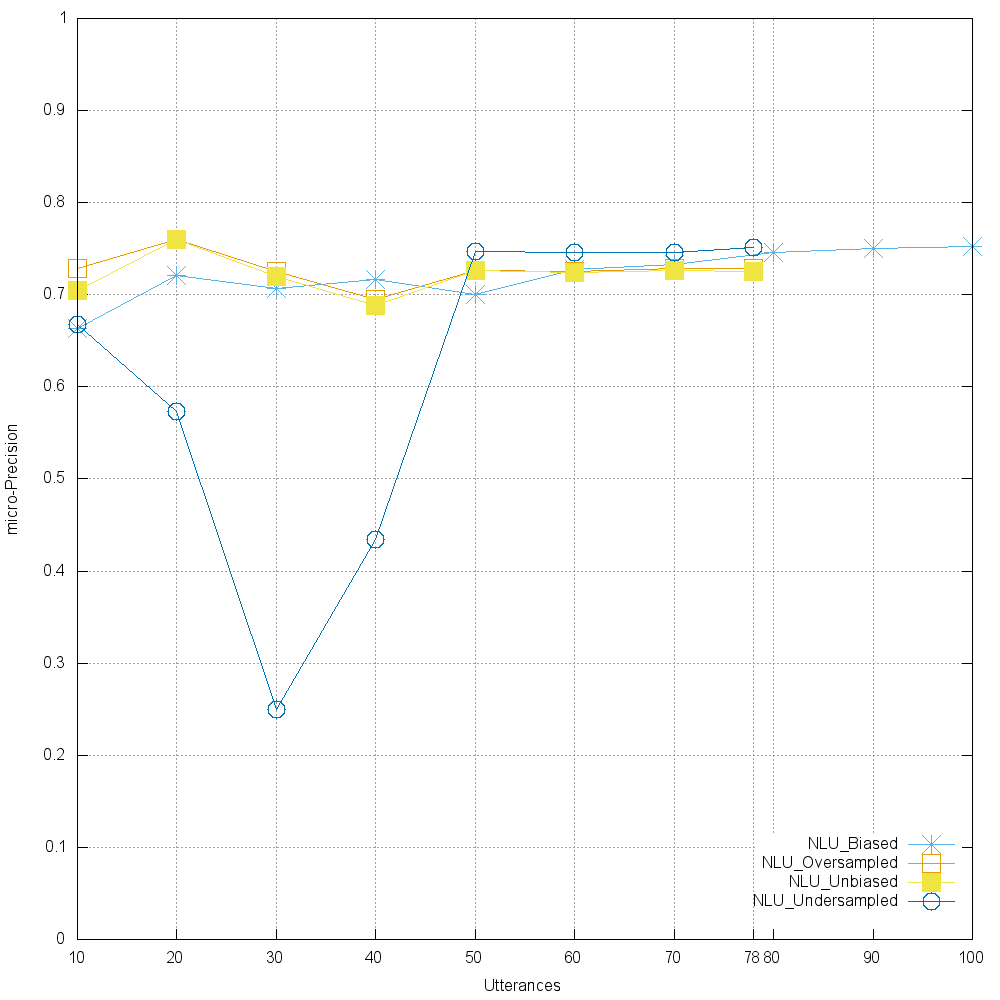 1
0.9
0.8
0.7
0.6
0.5
0.4
0.3
0.2
0.1
0
micro-Precision
NLU_Biased
NLU_Oversampled
NLU_Unbiased
NLU_Undersampled
10 20 30 40 50 60 70 78 80 90 100
Utterances